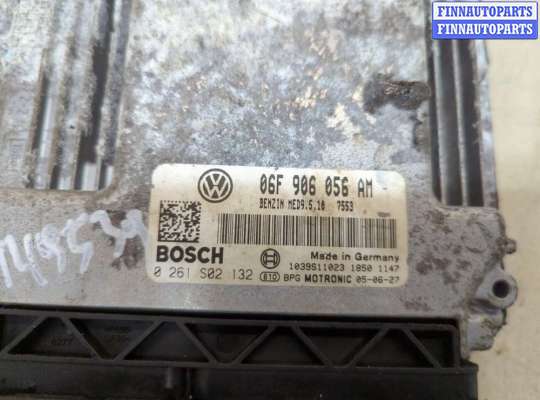 FINNAUTOPARTS
FINNAUTOPARTS
06F 906 056 AM
BENZIN MED9.5.10 7553
BOSCH
Made in Germany
1039S11023 1850 1147
0 261 S02 132 BPG MOTRONIC 05-06-27